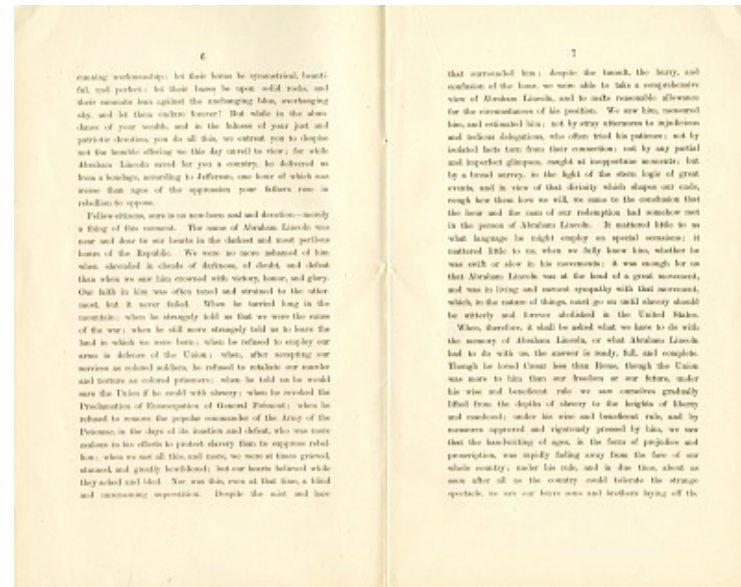 6
cunning workmanship; let their forms be symmetrical, beauti-
ful, and perfect; let their bases be upon solid rocks, and
their summits lean against the unchanging blue, overhanging
sky, and let them endure forever! But while in the abun-
dance of your wealth, and in the fulness of your just and
patriotic devotion, you do all this, we entreat you to despise
not the humble offering we this day unveil to view; for while
Abraham Lincoln saved for you a country, he delivered us
from a bondage, according to Jefferson, one hour of which was
worse than ages of the oppression your fathers rose in
rebellion to oppose.
Fellow-citizens, ours is no new-born zeal and devotion—merely
a thing of this moment. The name of Abraham Lincoln was
near and dear to our hearts in the darkest and most perilous
hours of the Republic. We were no more ashamed of him
when shrouded in clouds of darkness, of doubt, and defeat
than when we saw him crowned with victory, honor, and glory.
Our faith in him was often taxed and strained to the utter-
most, but it never failed. When he tarried long in the
mountain; when he strangely told us that we were the cause
of the war; when he still more strangely told us to leave the
land in which we were born; when he refused to employ our
arms in defence of the Union; when, after accepting our
services as colored soldiers, he refused to retaliate our murder
and torture as colored prisoners; when he told us he would
save the Union if he could with slavery; when he revoked the
Proclamation of Emancipation of General Fremont; when he
refused to remove the popular commander of the Army of the
Potomac, in the days of its inaction and defeat, who was more
zealous in his efforts to protect slavery than to suppress rebel-
lion; when we saw all this, and more, we were at times grieved,
stunned, and greatly bewildered; but our hearts believed while
they ached and bled. Nor was this, even at that time, a blind
and unreasoning superstition. Despite the mist and haze
7
that surrounded him; despite the tumult, the hurry, and
confusion of the hour, we were able to take a comprehensive
view of Abraham Lincoln, and to make reasonable allowance
for the circumstances of his position. We saw him, measured
him, and estimated him; not by stray utterances to injudicious
and tedious delegations, who often tried his patience; not by
isolated facts torn from their connection; not by any partial
and imperfect glimpses, caught at inopportune moments; but
by a broad survey, in the light of the stern logic of great
events, and in view of that divinity which shapes our ends,
rough hew them how we will, we came to the conclusion that
the hour and the man of our redemption had somehow met
in the person of Abraham Lincoln. It mattered little to us
what language he might employ on special occasions; it
mattered little to us, when we fully knew him, whether he
was swift or slow in his movements; it was enough for us
that Abraham Lincoln was at the head of a great movement,
and was in living and earnest sympathy with that movement,
which, in the nature of things, must go on until slavery should
be utterly and forever abolished in the United States.
When, therefore, it shall be asked what we have to do with
the memory of Abraham Lincoln, or what Abraham Lincoln
had to do with us, the answer is ready, full, and complete.
Though he loved Cæsar less than Rome, though the Union
was more to him than our freedom or our future, under
his wise and beneficent rule we saw ourselves gradually
lifted from the depths of slavery to the heights of liberty
and manhood; under his wise and beneficent rule, and by
measures approved and vigorously pressed by him, we saw
that the handwriting of ages, in the form of prejudice and
proscription, was rapidly fading away from the face of our
whole country; under his rule, and in due time, about as
soon after all as the country could tolerate the strange
spectacle, we saw our brave sons and brothers laying off the